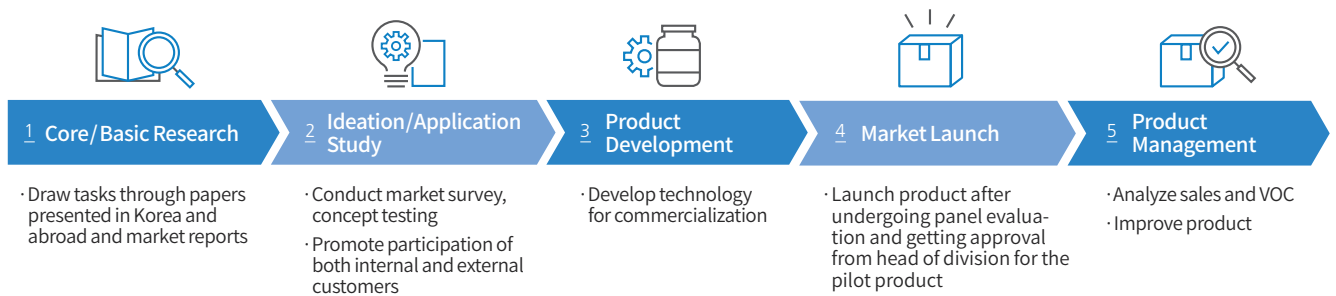 1 Core/Basic Research
· Draw tasks through papers
presented in Korea and
abroad and market reports
2 Ideation/Application
Study
· Conduct market survey,
concept testing
· Promote participation of
both internal and external
customers
3 Product
Development
· Develop technology
for commercialization
4 Market Launch
· Launch product after
undergoing panel evalua-
tion and getting approval
from head of division for the
pilot product
5 Product
Management
· Analyze sales and VOC
· Improve product